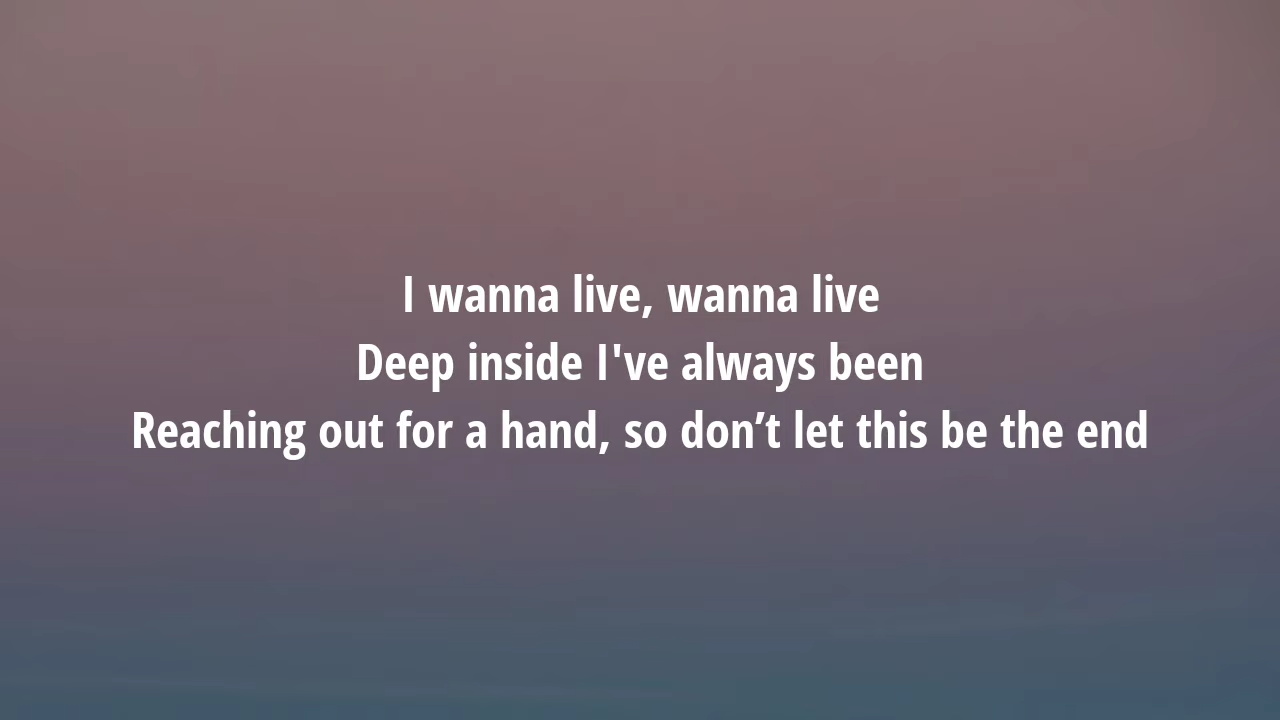 I wanna live, wanna live
Deep inside I've always been
Reaching out for a hand, so don’t let this be the end